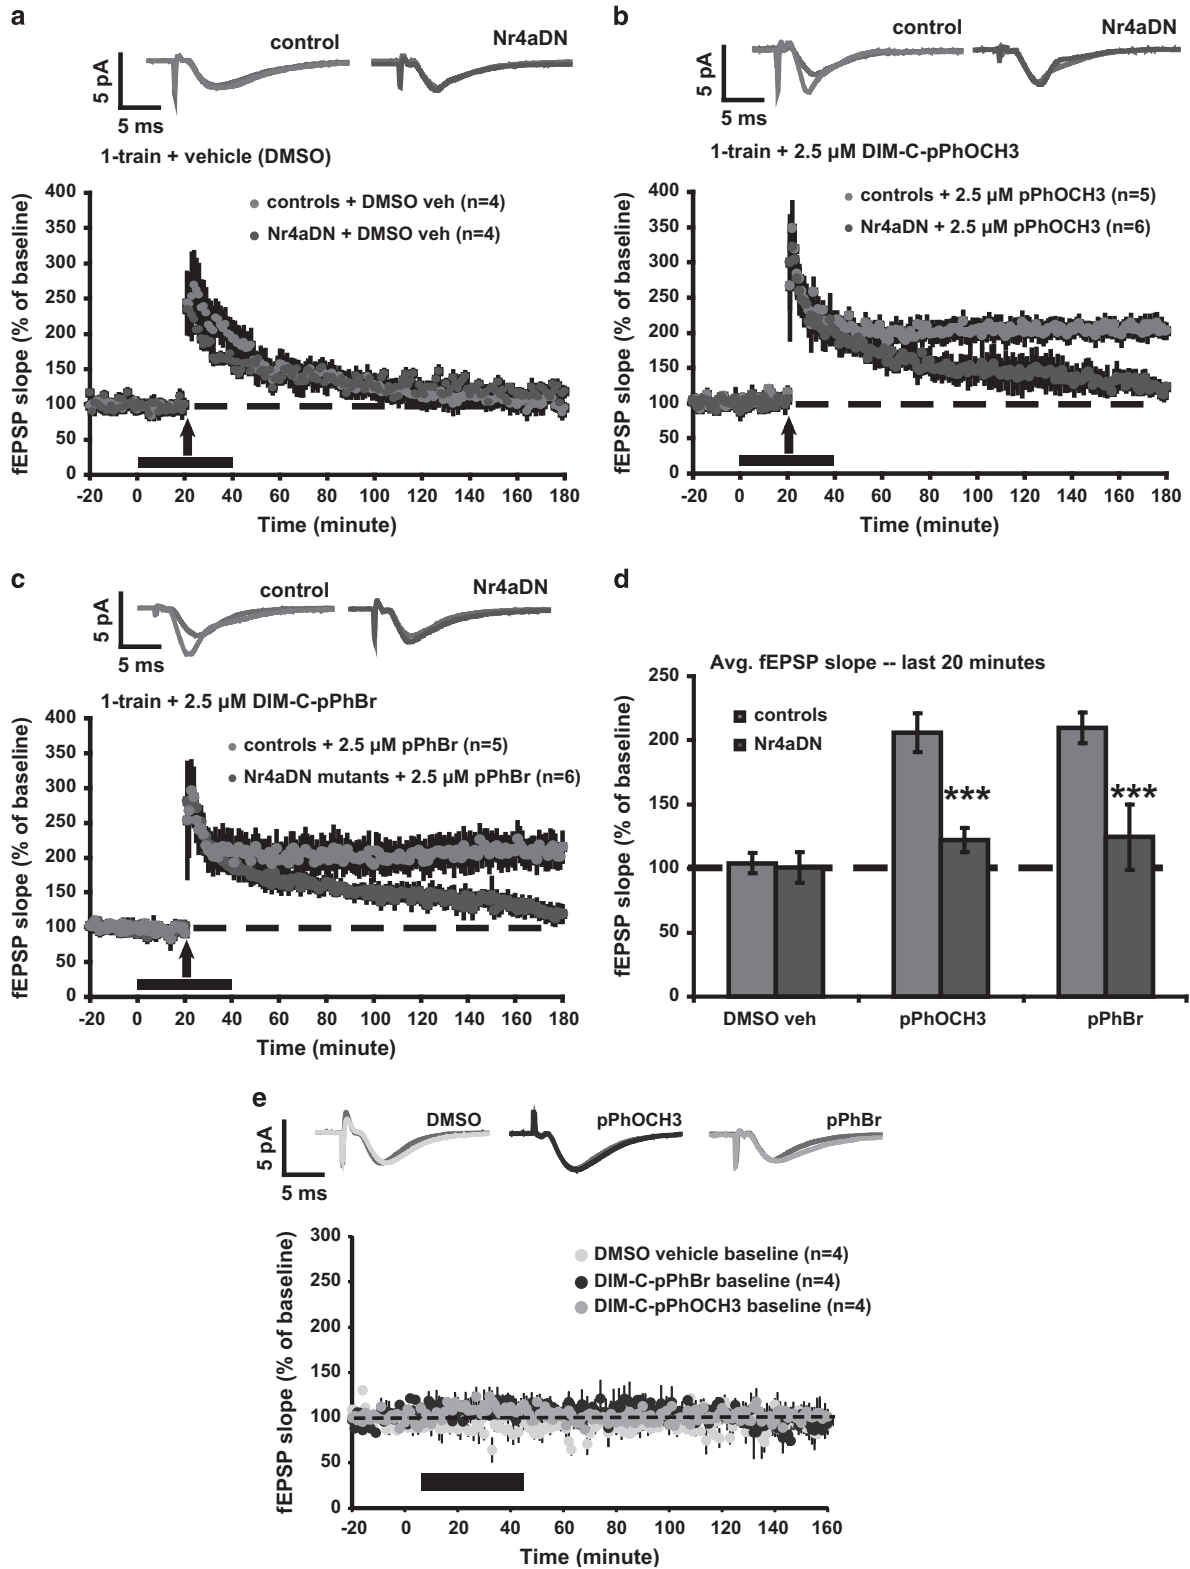 a
control
Nr4aDN
5 pA
5 ms
1-train + vehicle (DMSO)
controls + DMSO veh (n=4)
Nr4aDN + DMSO veh (n=4)
fEPSP slope (% of baseline)
400
350
300
250
200
150
100
50
0
-20 0 20 40 60 80 100 120 140 160 180
Time (minute)
b
control
Nr4aDN
5 pA
5 ms
1-train + 2.5 µM DIM-C-pPhOCH3
controls + 2.5 µM pPhOCH3 (n=5)
Nr4aDN + 2.5 µM pPhOCH3 (n=6)
fEPSP slope (% of baseline)
400
350
300
250
200
150
100
50
0
-20 0 20 40 60 80 100 120 140 160 180
Time (minute)
c
control
Nr4aDN
5 pA
5 ms
1-train + 2.5 µM DIM-C-pPhBr
controls + 2.5 µM pPhBr (n=5)
Nr4aDN mutants + 2.5 µM pPhBr (n=6)
fEPSP slope (% of baseline)
400
350
300
250
200
150
100
50
0
-20 0 20 40 60 80 100 120 140 160 180
Time (minute)
d
Avg. fEPSP slope -- last 20 minutes
controls
Nr4aDN
fEPSP slope (% of baseline)
250
200
150
100
50
0
***
***
DMSO veh pPhOCH3 pPhBr
e
DMSO
pPhOCH3
pPhBr
5 pA
5 ms
DMSO vehicle baseline (n=4)
DIM-C-pPhBr baseline (n=4)
DIM-C-pPhOCH3 baseline (n=4)
fEPSP slope (% of baseline)
300
250
200
150
100
50
0
-20 0 20 40 60 80 100 120 140 160
Time (minute)